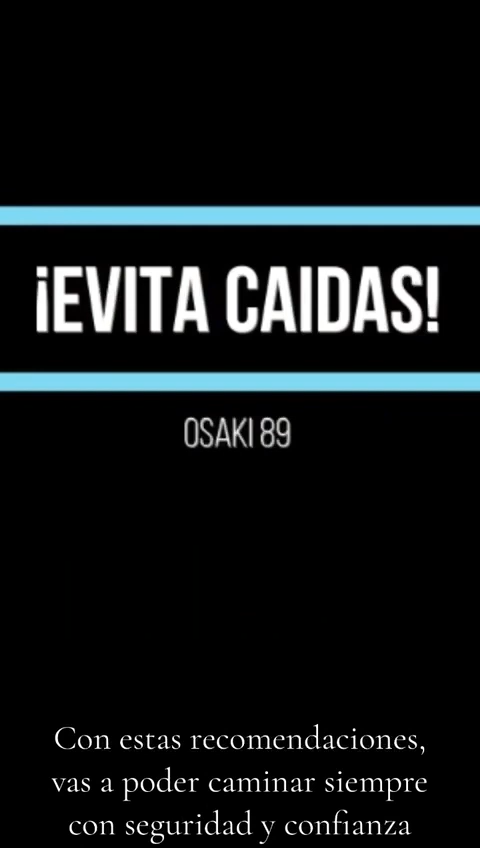 ¡EVITA CAIDAS!
OSAKI 89
Con estas recomendaciones,
vas a poder caminar siempre
con seguridad y confianza